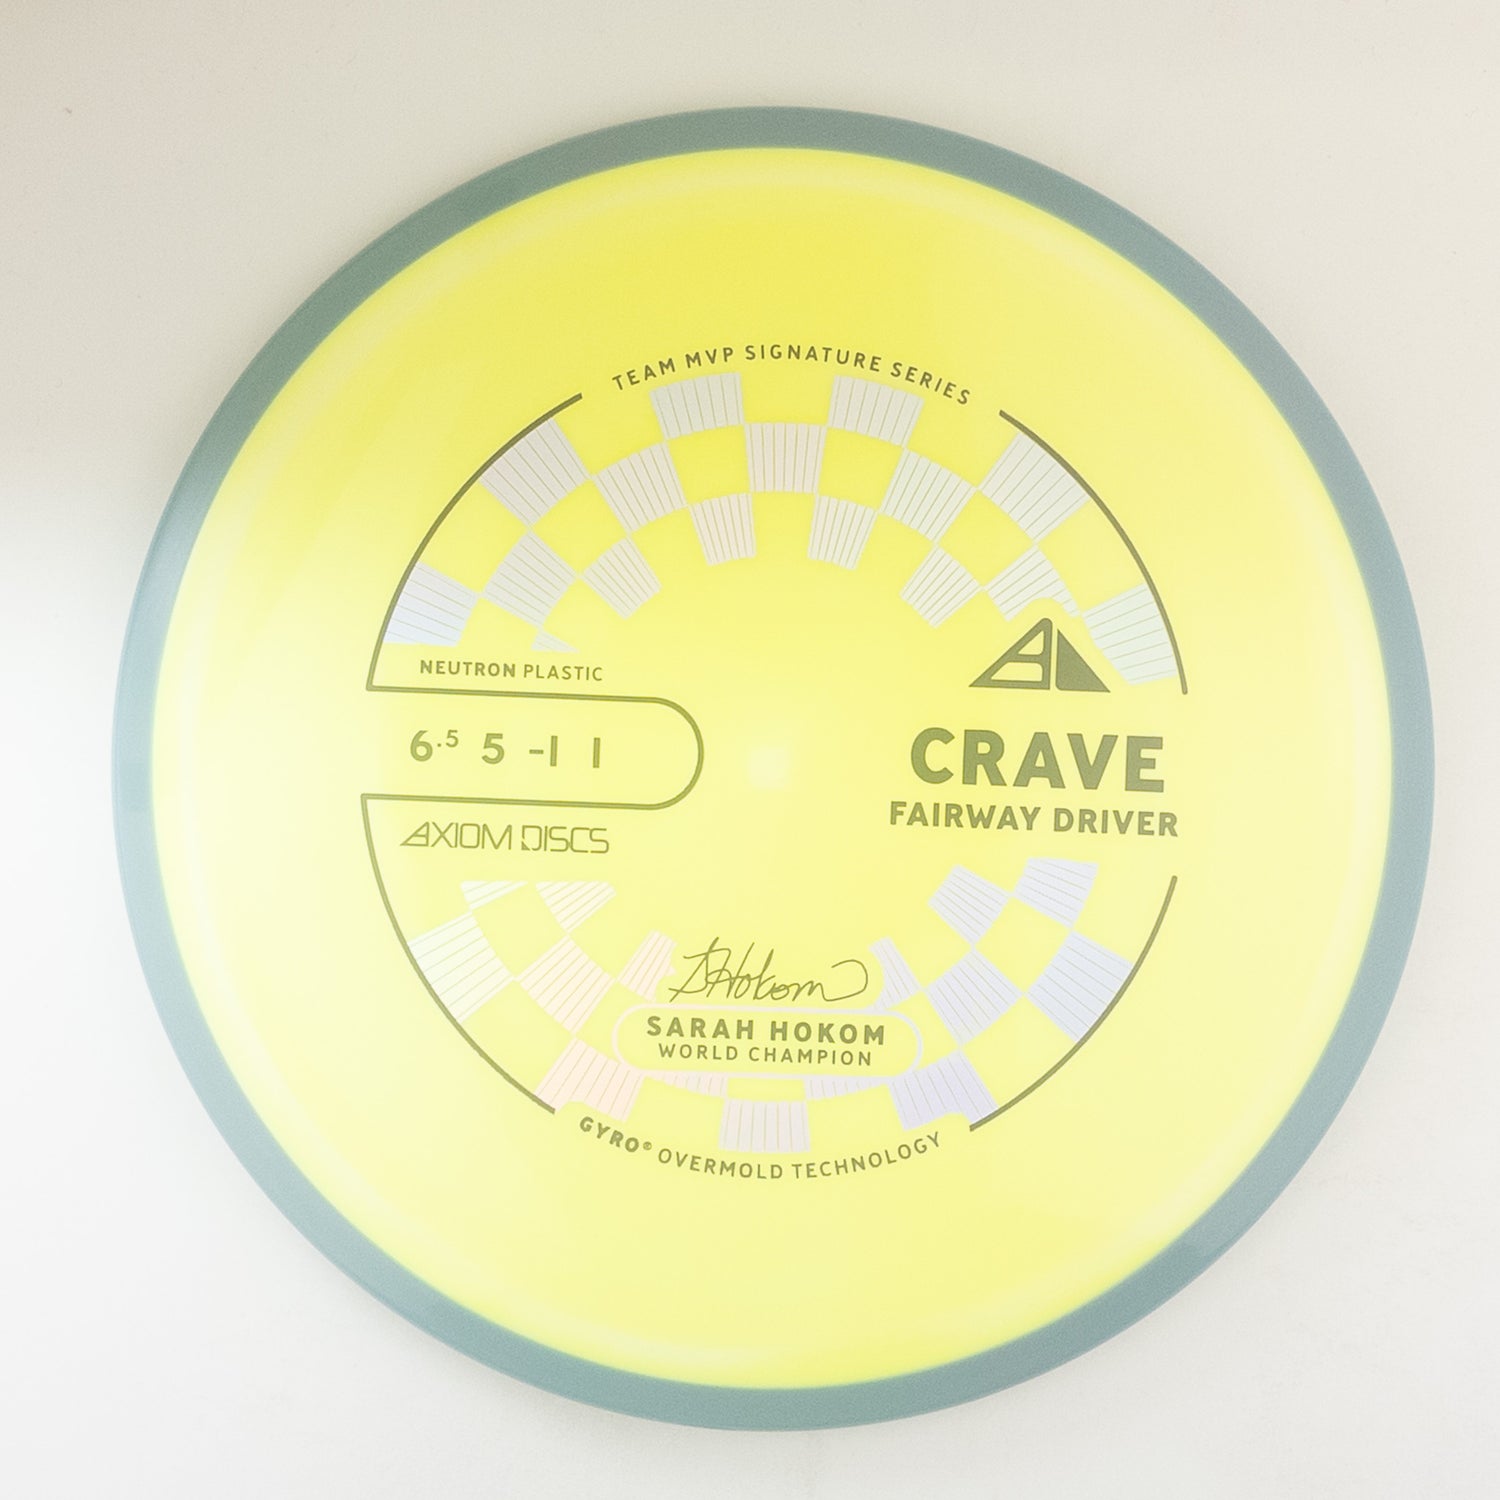 TEAM MVP SIGNATURE SERIES
NEUTRON PLASTIC
6.5 5 -1 1
AXIOM DISCS
CRAVE
FAIRWAY DRIVER
SHokom
SARAH HOKOM
WORLD CHAMPION
GYRO® OVERMOLD TECHNOLOGY